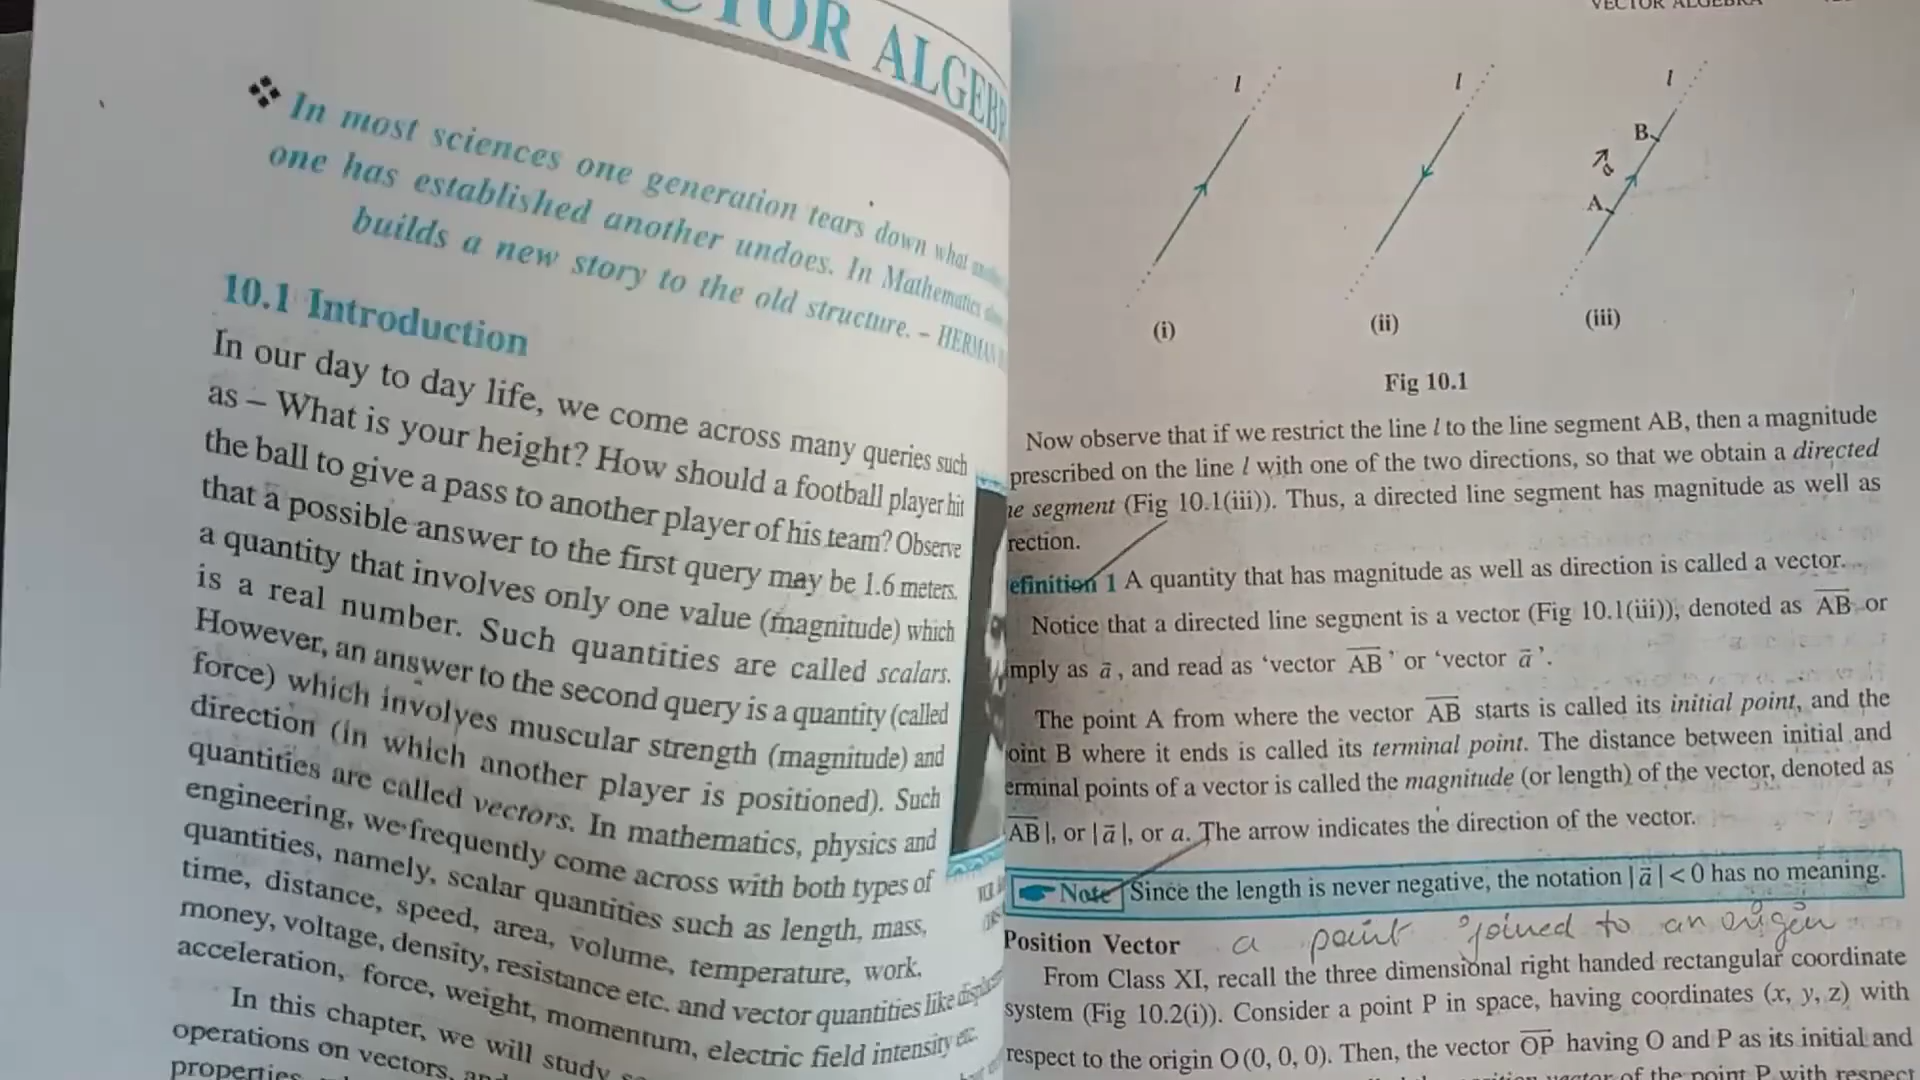 ALGEBR
In most sciences one generation tears down what
one has established another undoes. In Mathematics
builds a new story to the old structure. – HERMAN
10.1 Introduction
In our day to day life, we come across many queries such
as – What is your height? How should a football player hit
the ball to give a pass to another player of his team? Observe
that a possible answer to the first query may be 1.6 meters,
a quantity that involves only one value (magnitude) which
is a real number. Such quantities are called scalars.
However, an answer to the second query is a quantity (called
force) which involves muscular strength (magnitude) and
direction (in which another player is positioned). Such
quantities are called vectors. In mathematics, physics and
engineering, we frequently come across with both types of
quantities, namely, scalar quantities such as length, mass,
time, distance, speed, area, volume, temperature, work,
money, voltage, density, resistance etc. and vector quantities like
acceleration, force, weight, momentum, electric field intensity etc.
In this chapter, we will study
operations on vectors,
VECTOR ALGEBRA
l
l
l
B
a
A
(i)
(ii)
(iii)
Fig 10.1
Now observe that if we restrict the line l to the line segment AB, then a magnitude
prescribed on the line l with one of the two directions, so that we obtain a directed
segment (Fig 10.1(iii)). Thus, a directed line segment has magnitude as well as
rection.
efinition 1 A quantity that has magnitude as well as direction is called a vector.
Notice that a directed line segment is a vector (Fig 10.1(iii)), denoted as AB or
mply as a, and read as ‘vector AB’ or ‘vector a’.
The point A from where the vector AB starts is called its initial point, and the
oint B where it ends is called its terminal point. The distance between initial and
erminal points of a vector is called the magnitude (or length) of the vector, denoted as
AB|, or |a|, or a. The arrow indicates the direction of the vector.
Note Since the length is never negative, the notation |a| < 0 has no meaning.
Position Vector a point joined to an origin
From Class XI, recall the three dimensional right handed rectangular coordinate
system (Fig 10.2(i)). Consider a point P in space, having coordinates (x, y, z) with
respect to the origin O (0, 0, 0). Then, the vector OP having O and P as its initial and
of the point P with respect